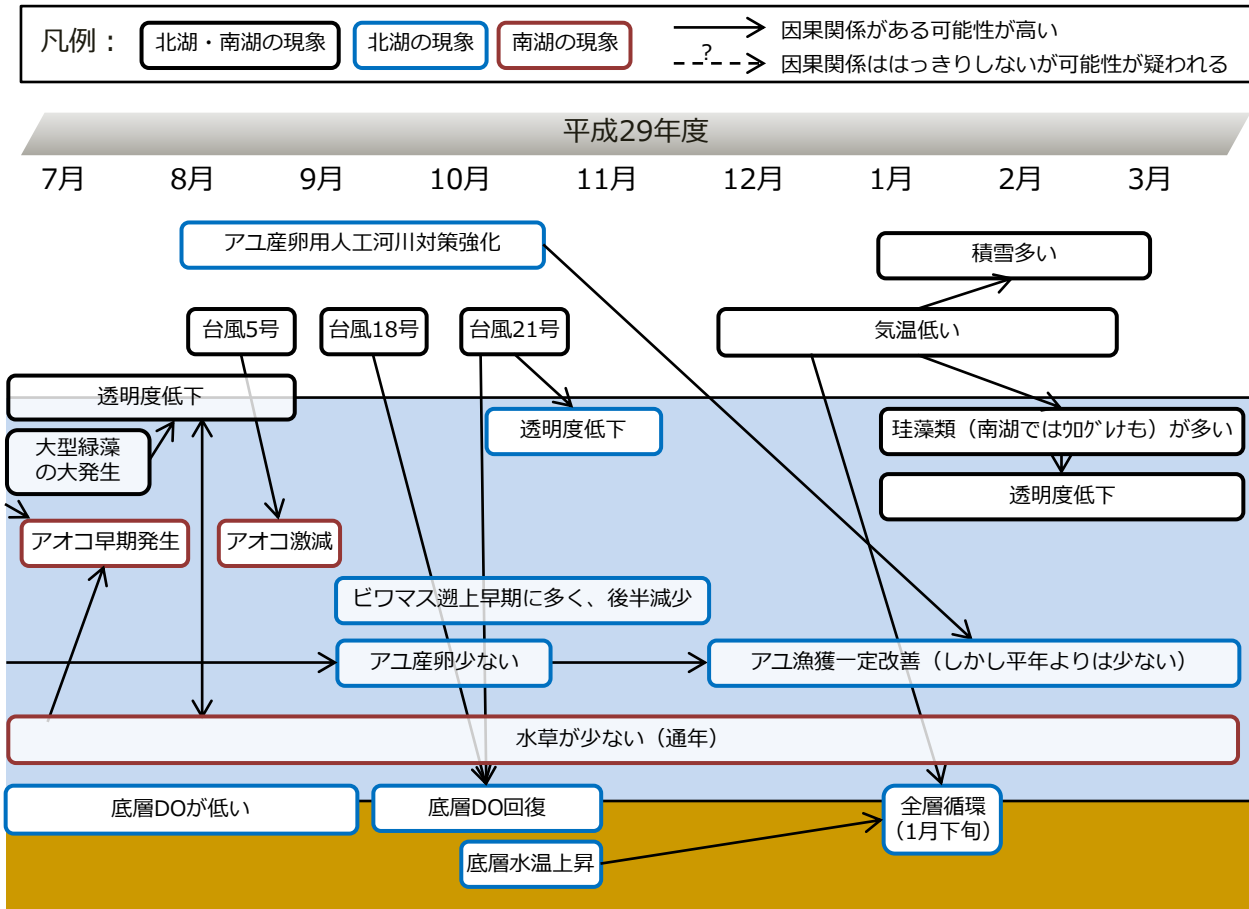 凡例：
北湖・南湖の現象
北湖の現象
南湖の現象
因果関係がある可能性が高い
?
因果関係ははっきりしないが可能性が疑われる
平成29年度
7月 8月 9月 10月 11月 12月 1月 2月 3月
アユ産卵用人工河川対策強化
積雪多い
台風5号
台風18号
台風21号
気温低い
透明度低下
透明度低下
珪藻類（南湖ではｳﾛｸﾞﾚﾅも）が多い
大型緑藻
の大発生
透明度低下
アオコ早期発生
アオコ激減
ビワマス遡上早期に多く、後半減少
アユ産卵少ない
アユ漁獲一定改善（しかし平年よりは少ない）
水草が少ない（通年）
底層DOが低い
底層DO回復
全層循環
（1月下旬）
底層水温上昇